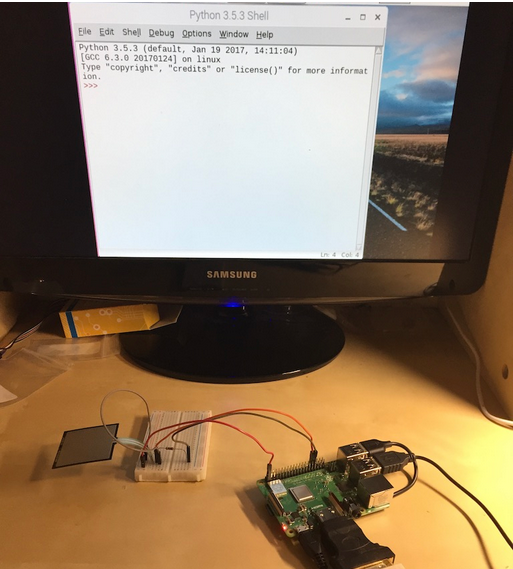 Python 3.5.3 Shell
File Edit Shell Debug Options Window Help
Python 3.5.3 (default, Jan 19 2017, 14:11:04)
[GCC 6.3.0 20170124] on linux
Type "copyright", "credits" or "license()" for more informat
ion.
>>>
Ln: 4 Col: 4
SAMSUNG